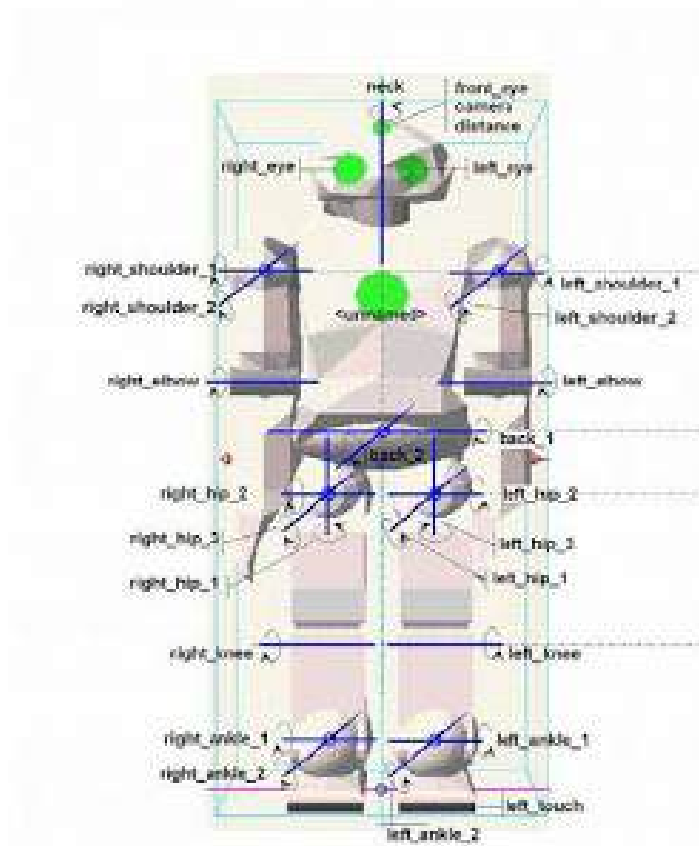 neck
front_eye
camera
distance
right_eye
left_eye
right_shoulder_1
left_shoulder_1
right_shoulder_2
<unnamed>
left_shoulder_2
right_elbow
left_elbow
back_1
back_2
right_hip_2
left_hip_2
right_hip_3
left_hip_3
right_hip_1
left_hip_1
right_knee
left_knee
right_ankle_1
left_ankle_1
right_ankle_2
left_touch
left_ankle_2